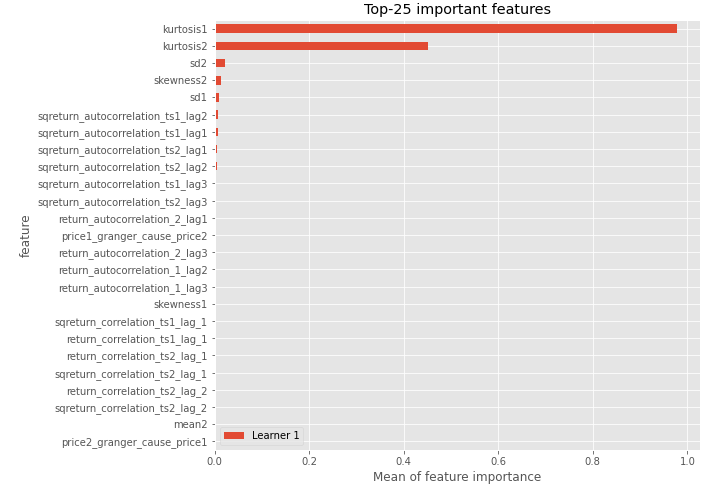 Top-25 important features
kurtosis1
kurtosis2
sd2
skewness2
sd1
sqreturn_autocorrelation_ts1_lag2
sqreturn_autocorrelation_ts1_lag1
sqreturn_autocorrelation_ts2_lag1
sqreturn_autocorrelation_ts2_lag2
sqreturn_autocorrelation_ts1_lag3
sqreturn_autocorrelation_ts2_lag3
return_autocorrelation_2_lag1
price1_granger_cause_price2
return_autocorrelation_2_lag3
return_autocorrelation_1_lag2
return_autocorrelation_1_lag3
skewness1
sqreturn_correlation_ts1_lag_1
return_correlation_ts1_lag_1
return_correlation_ts2_lag_1
sqreturn_correlation_ts2_lag_1
return_correlation_ts2_lag_2
sqreturn_correlation_ts2_lag_2
mean2
price2_granger_cause_price1
feature
Learner 1
0.0 0.2 0.4 0.6 0.8 1.0
Mean of feature importance